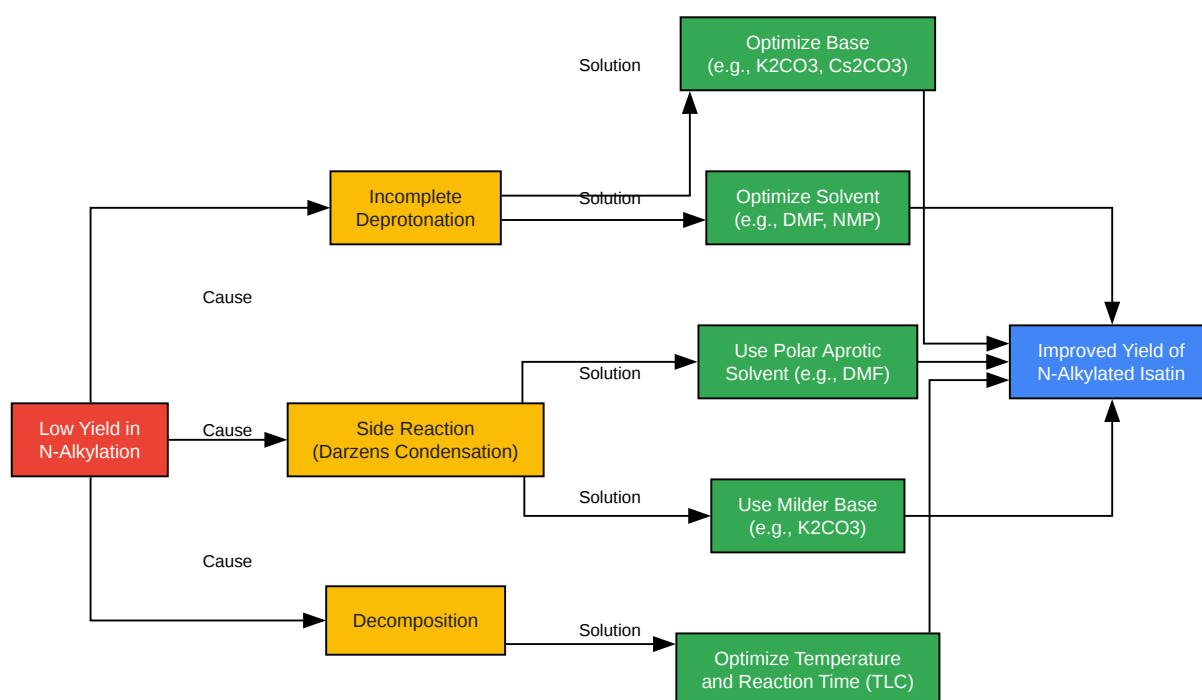 Optimize Base
(e.g., K2CO3, Cs2CO3)
Solution
Incomplete
Deprotonation
Solution
Optimize Solvent
(e.g., DMF, NMP)
Cause
Use Polar Aprotic
Solvent (e.g., DMF)
Solution
Improved Yield of
N-Alkylated Isatin
Low Yield in
N-Alkylation
Cause
Side Reaction
(Darzens Condensation)
Solution
Use Milder Base
(e.g., K2CO3)
Cause
Decomposition
Solution
Optimize Temperature
and Reaction Time (TLC)